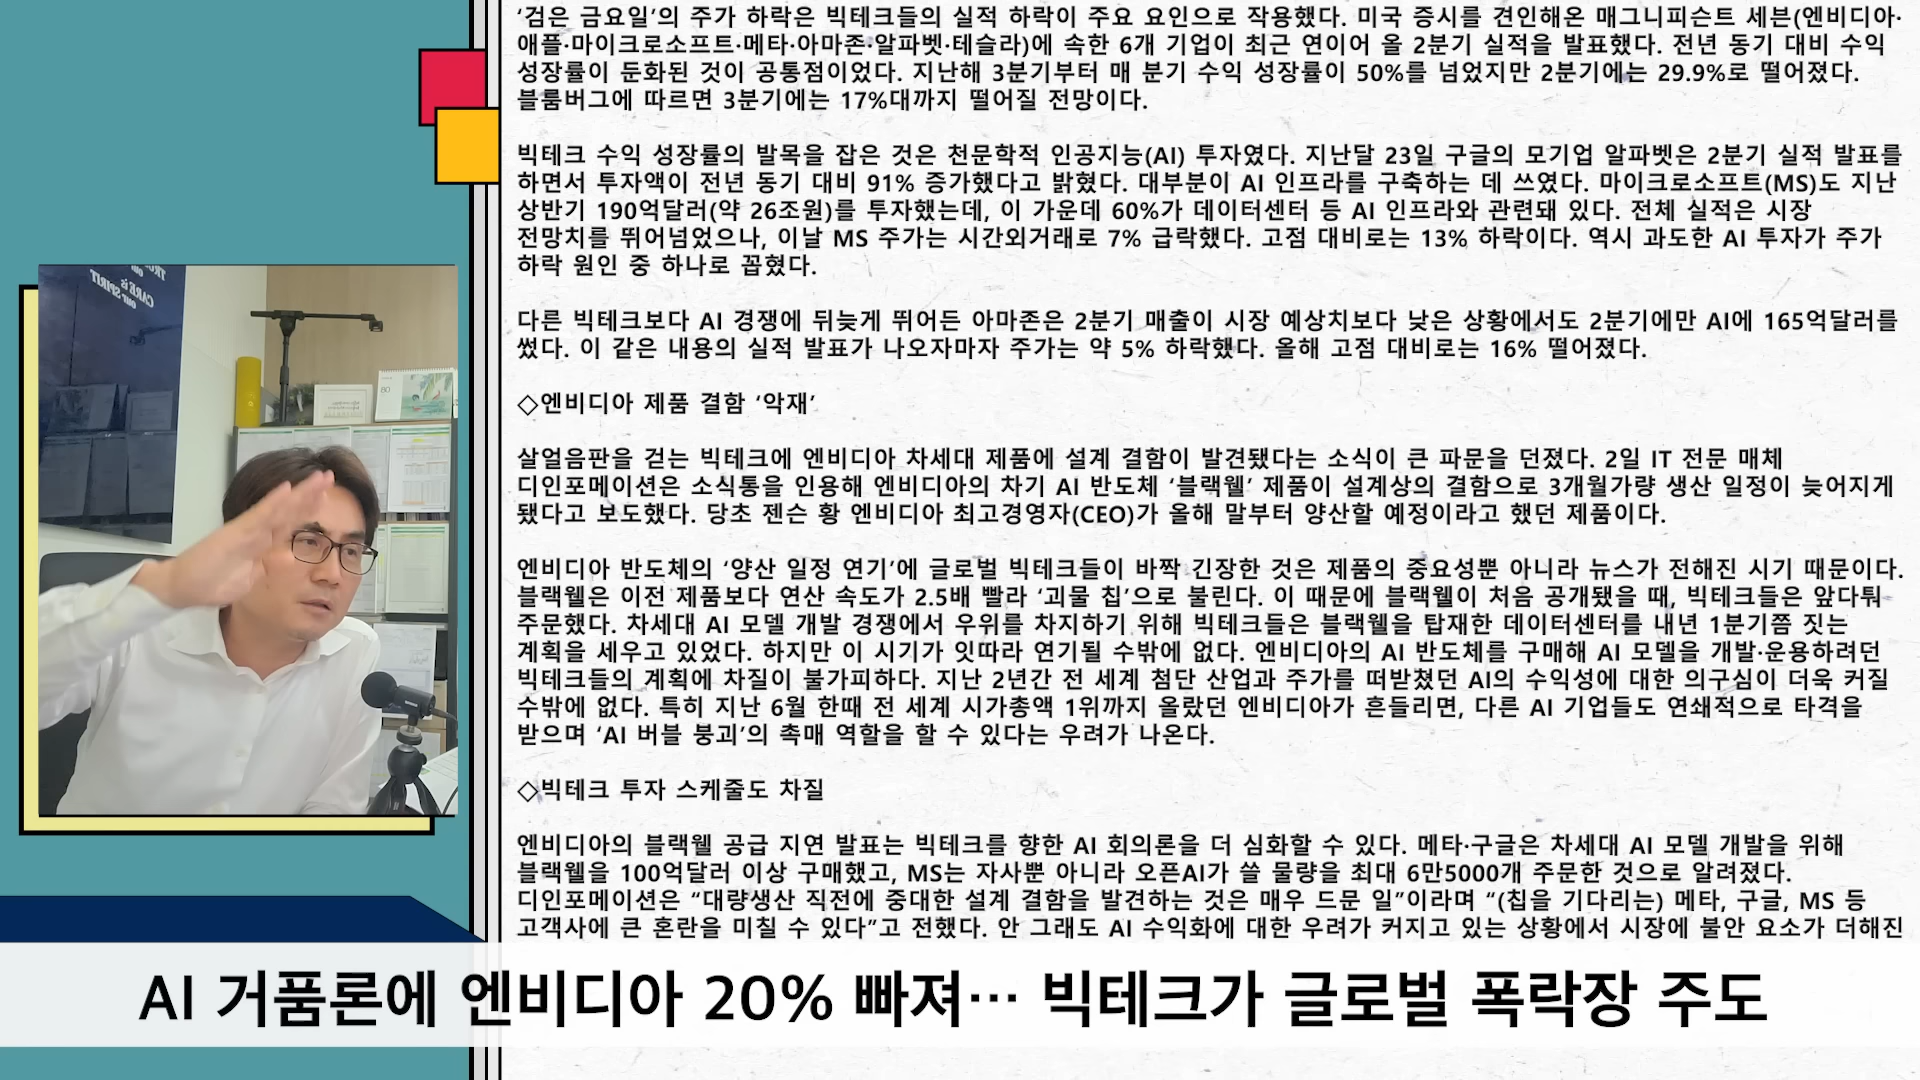 ‘검은 금요일’의 주가 하락은 빅테크들의 실적 하락이 주요 요인으로 작용했다. 미국 증시를 견인해온 매그니피슨트 세븐(엔비디아·
애플·마이크로소프트·메타·아마존·알파벳·테슬라)에 속한 6개 기업이 최근 연이어 올 2분기 실적을 발표했다. 전년 동기 대비 수익
성장률이 둔화된 것이 공통점이었다. 지난해 3분기부터 매 분기 수익 성장률이 50%를 넘었지만 2분기에는 29.9%로 떨어졌다.
블룸버그에 따르면 3분기에는 17%대까지 떨어질 전망이다.
빅테크 수익 성장률의 발목을 잡은 것은 천문학적 인공지능(AI) 투자였다. 지난달 23일 구글의 모기업 알파벳은 2분기 실적 발표를
하면서 투자액이 전년 동기 대비 91% 증가했다고 밝혔다. 대부분이 AI 인프라를 구축하는 데 쓰였다. 마이크로소프트(MS)도 지난
상반기 190억달러(약 26조원)를 투자했는데, 이 가운데 60%가 데이터센터 등 AI 인프라와 관련돼 있다. 전체 실적은 시장
전망치를 뛰어넘었으나, 이날 MS 주가는 시간외거래로 7% 급락했다. 고점 대비로는 13% 하락이다. 역시 과도한 AI 투자가 주가
하락 원인 중 하나로 꼽혔다.
다른 빅테크보다 AI 경쟁에 뒤늦게 뛰어든 아마존은 2분기 매출이 시장 예상치보다 낮은 상황에서도 2분기에만 AI에 165억달러를
썼다. 이 같은 내용의 실적 발표가 나오자마자 주가는 약 5% 하락했다. 올해 고점 대비로는 16% 떨어졌다.
◇엔비디아 제품 결함 ‘악재’
살얼음판을 걷는 빅테크에 엔비디아 차세대 제품에 설계 결함이 발견됐다는 소식이 큰 파문을 던졌다. 2일 IT 전문 매체
디인포메이션은 소식통을 인용해 엔비디아의 차기 AI 반도체 ‘블랙웰’ 제품이 설계상의 결함으로 3개월가량 생산 일정이 늦어지게
됐다고 보도했다. 당초 젠슨 황 엔비디아 최고경영자(CEO)가 올해 말부터 양산할 예정이라고 했던 제품이다.
엔비디아 반도체의 ‘양산 일정 연기’에 글로벌 빅테크들이 바짝 긴장한 것은 제품의 중요성뿐 아니라 뉴스가 전해진 시기 때문이다.
블랙웰은 이전 제품보다 연산 속도가 2.5배 빨라 ‘괴물 칩’으로 불린다. 이 때문에 블랙웰이 처음 공개됐을 때, 빅테크들은 앞다퉈
주문했다. 차세대 AI 모델 개발 경쟁에서 우위를 차지하기 위해 빅테크들은 블랙웰을 탑재한 데이터센터를 내년 1분기쯤 짓는
계획을 세우고 있었다. 하지만 이 시기가 잇따라 연기될 수밖에 없다. 엔비디아의 AI 반도체를 구매해 AI 모델을 개발·운용하려던
빅테크들의 계획에 차질이 불가피하다. 지난 2년간 전 세계 첨단 산업과 주가를 떠받쳤던 AI의 수익성에 대한 의구심이 더욱 커질
수밖에 없다. 특히 지난 6월 한때 전 세계 시가총액 1위까지 올랐던 엔비디아가 흔들리면, 다른 AI 기업들도 연쇄적으로 타격을
받으며 ‘AI 버블 붕괴’의 촉매 역할을 할 수 있다는 우려가 나온다.
◇빅테크 투자 스케줄도 차질
엔비디아의 블랙웰 공급 지연 발표는 빅테크를 향한 AI 회의론을 더 심화할 수 있다. 메타·구글은 차세대 AI 모델 개발을 위해
블랙웰을 100억달러 이상 구매했고, MS는 자사뿐 아니라 오픈AI가 쓸 물량을 최대 6만5000개 주문한 것으로 알려졌다.
디인포메이션은 “대량생산 직전에 중대한 설계 결함을 발견하는 것은 매우 드문 일”이라며 “(칩을 기다리는) 메타, 구글, MS 등
고객사에 큰 혼란을 미칠 수 있다”고 전했다. 안 그래도 AI 수익화에 대한 우려가 커지고 있는 상황에서 시장에 불안 요소가 더해진
CARE &
OUR SPIRIT
AI 거품론에 엔비디아 20% 빠져… 빅테크가 글로벌 폭락장 주도